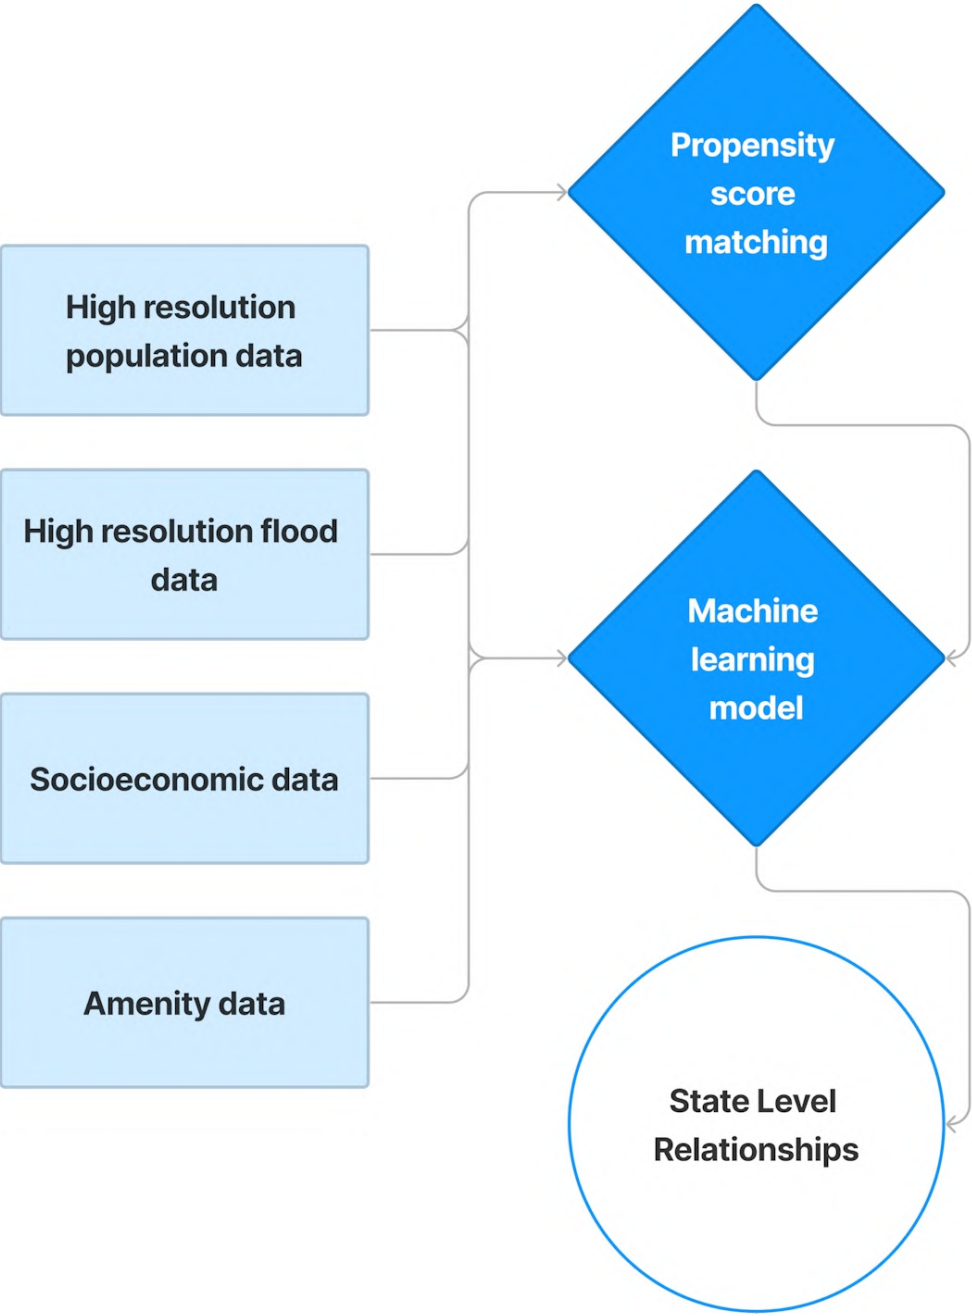 Propensity
score
matching
High resolution
population data
High resolution flood
data
Machine
learning
model
Socioeconomic data
Amenity data
State Level
Relationships